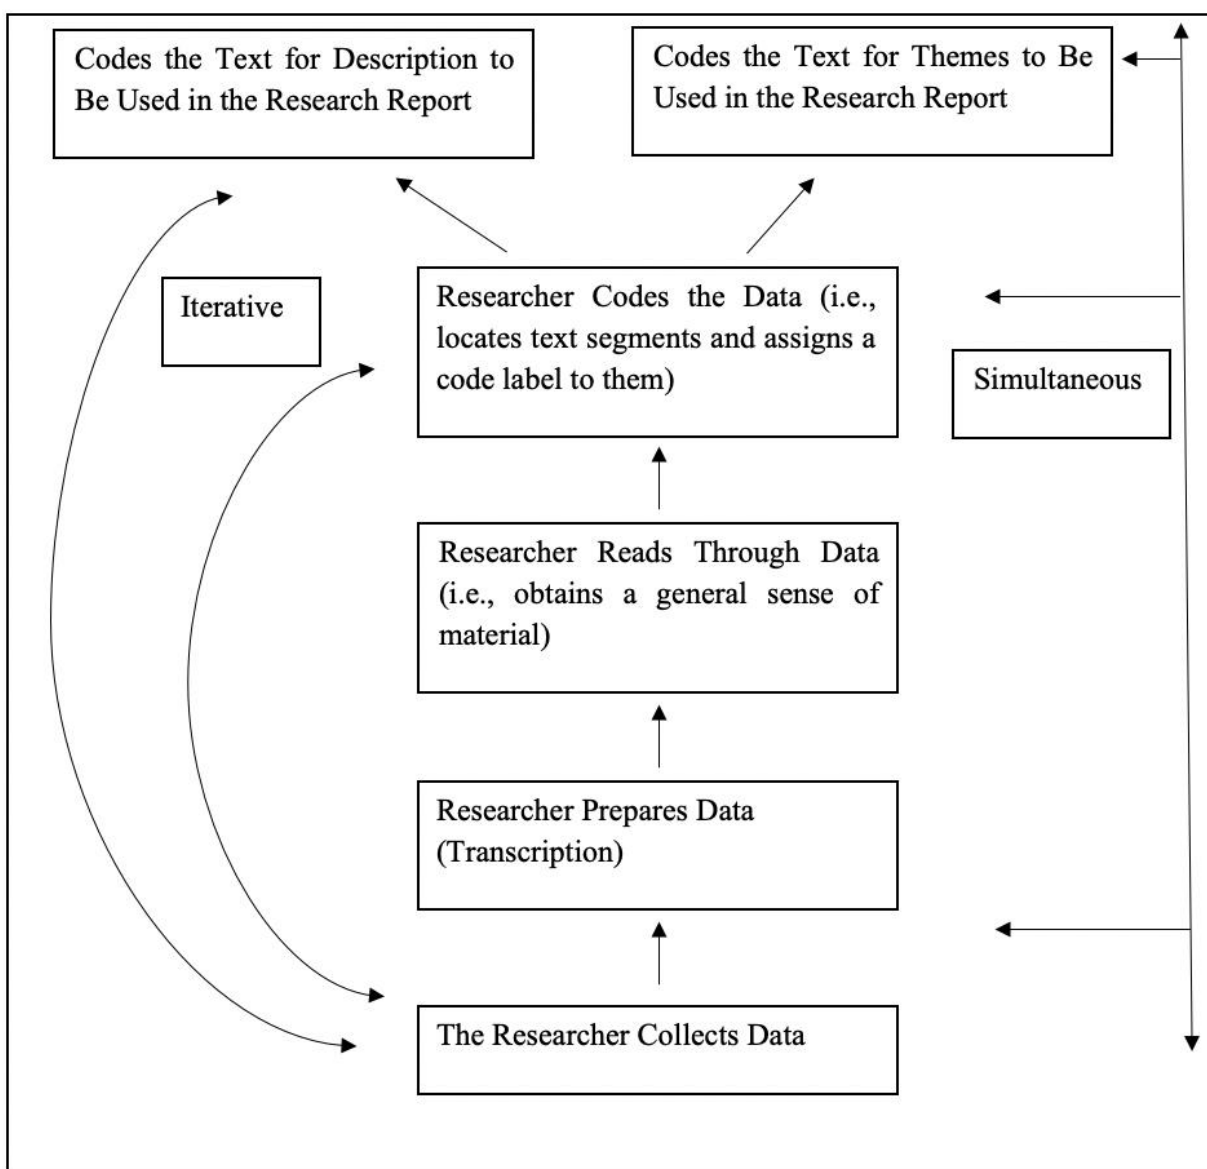 Codes the Text for Description to
Be Used in the Research Report
Codes the Text for Themes to Be
Used in the Research Report
Iterative
Researcher Codes the Data (i.e.,
locates text segments and assigns a
code label to them)
Simultaneous
Researcher Reads Through Data
(i.e., obtains a general sense of
material)
Researcher Prepares Data
(Transcription)
The Researcher Collects Data